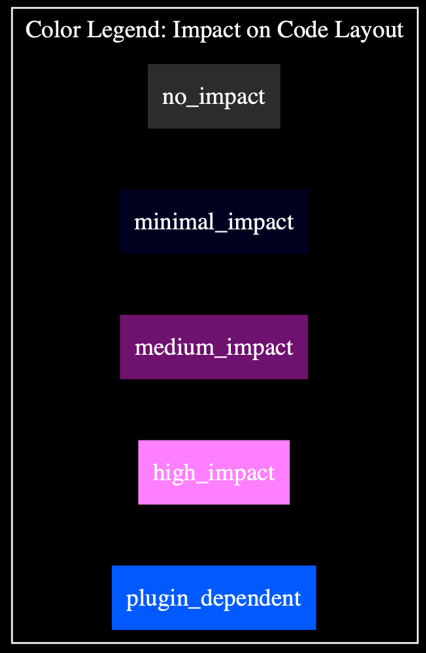 Color Legend: Impact on Code Layout
no_impact
minimal_impact
medium_impact
high_impact
plugin_dependent